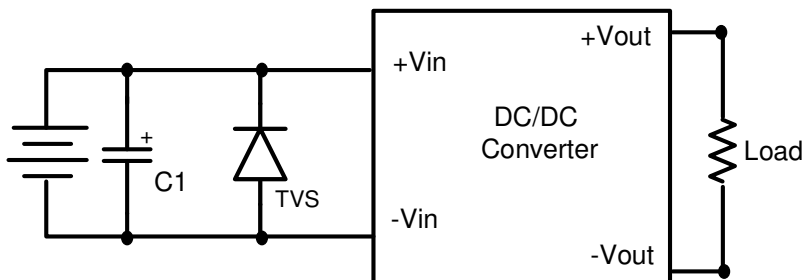 +Vout
+Vin
DC/DC
Converter
+
C1
TVS
Load
-Vin
-Vout